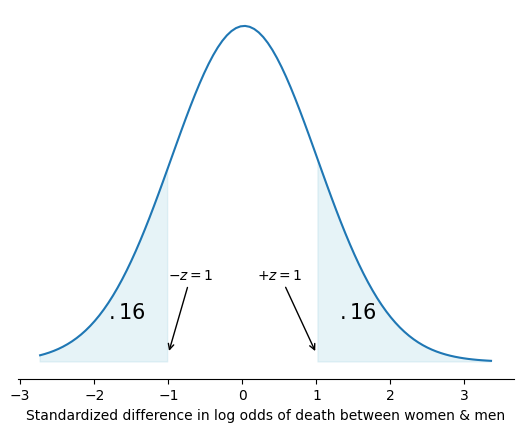 −z = 1
+z = 1
.16
.16
−3 −2 −1 0 1 2 3
Standardized difference in log odds of death between women & men